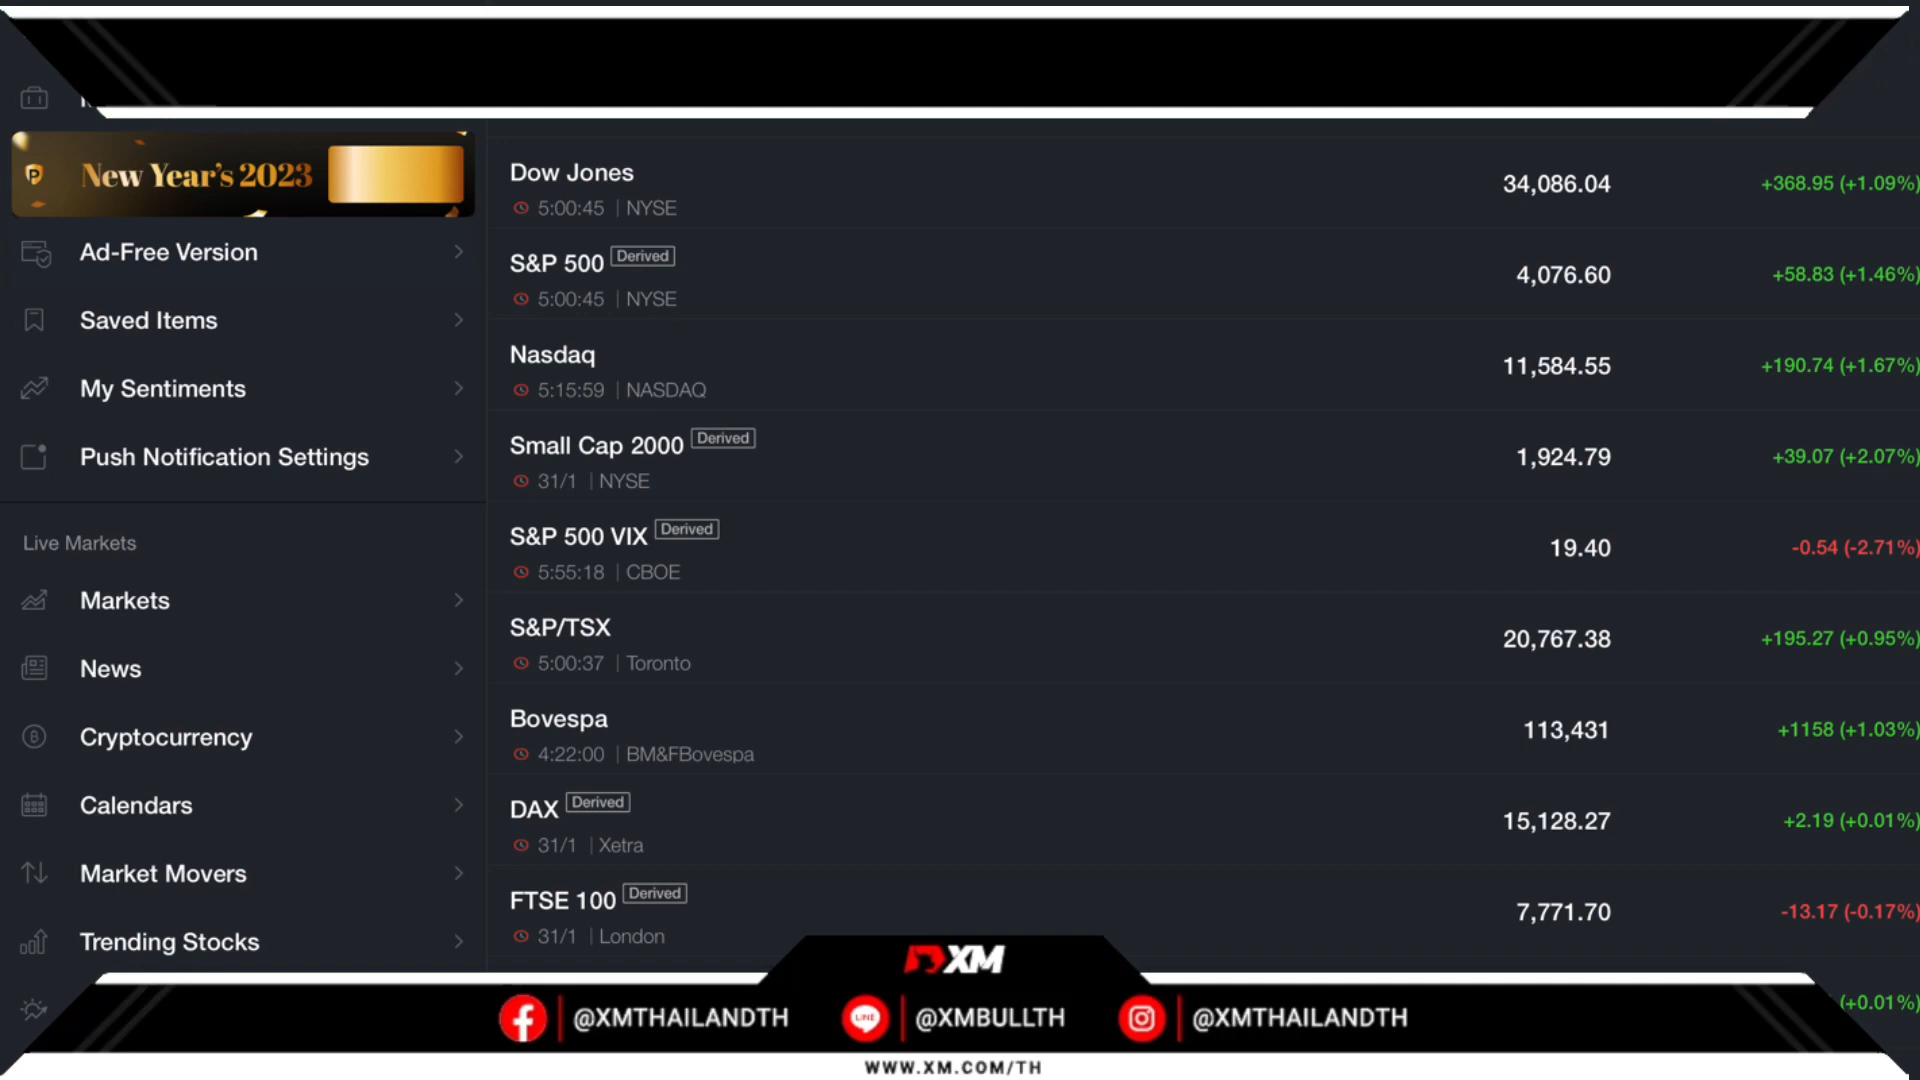 New Year's 2023
Ad-Free Version
Saved Items
My Sentiments
Push Notification Settings
Live Markets
Markets
News
Cryptocurrency
Calendars
Market Movers
Trending Stocks
Dow Jones
34,086.04
+368.95 (+1.09%)
5:00:45 | NYSE
S&P 500 Derived
4,076.60
+58.83 (+1.46%)
5:00:45 | NYSE
Nasdaq
11,584.55
+190.74 (+1.67%)
5:15:59 | NASDAQ
Small Cap 2000 Derived
1,924.79
+39.07 (+2.07%)
31/1 | NYSE
S&P 500 VIX Derived
19.40
-0.54 (-2.71%)
5:55:18 | CBOE
S&P/TSX
20,767.38
+195.27 (+0.95%)
5:00:37 | Toronto
Bovespa
113,431
+1158 (+1.03%)
4:22:00 | BM&FBovespa
DAX Derived
15,128.27
+2.19 (+0.01%)
31/1 | Xetra
FTSE 100 Derived
7,771.70
-13.17 (-0.17%)
31/1 | London
(+0.01%)
XM
@XMTHAILANDTH
LINE
@XMBULLTH
@XMTHAILANDTH
WWW.XM.COM/TH